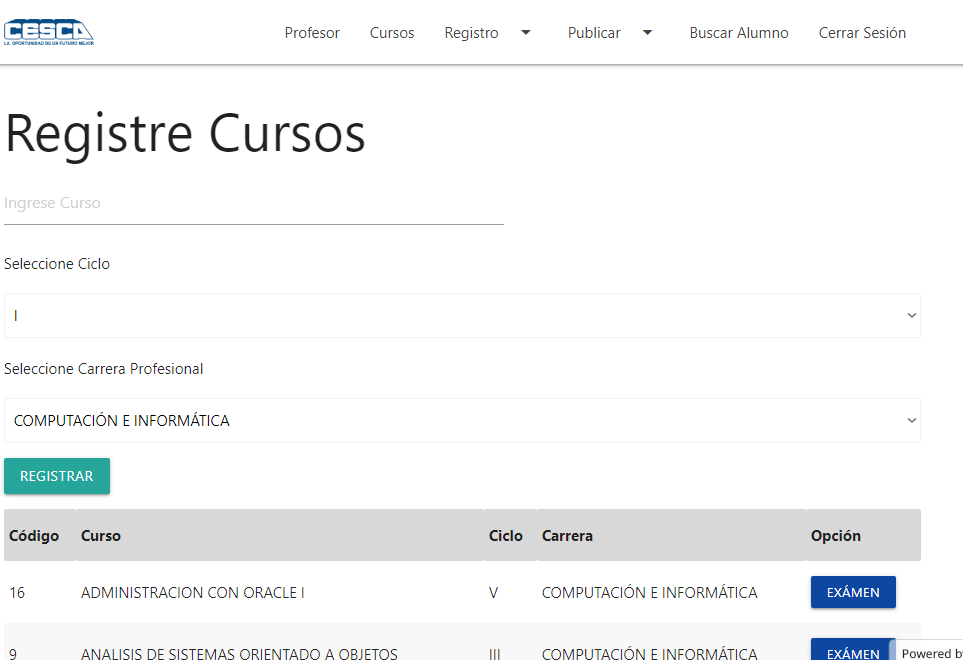 CESCA
LA OPORTUNIDAD DE UN FUTURO MEJOR
Profesor Cursos Registro Publicar Buscar Alumno Cerrar Sesión
Registre Cursos
Ingrese Curso
Seleccione Ciclo
I
Seleccione Carrera Profesional
COMPUTACIÓN E INFORMÁTICA
REGISTRAR
Código Curso Ciclo Carrera Opción
16 ADMINISTRACION CON ORACLE I V COMPUTACIÓN E INFORMÁTICA EXÁMEN
9 ANALISIS DE SISTEMAS ORIENTADO A OBJETOS III COMPUTACIÓN E INFORMÁTICA EXÁMEN
Powered b